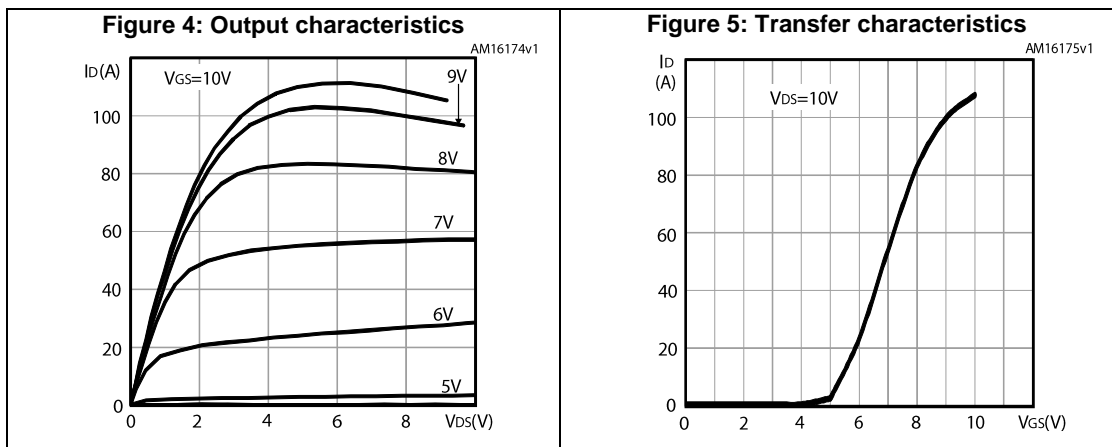 Figure 4: Output characteristics
AM16174v1
ID(A)
VGS=10V
9V
100
8V
80
7V
60
40
6V
20
5V
0
0
2
4
6
8
VDS(V)
Figure 5: Transfer characteristics
AM16175v1
ID
(A)
VDS=10V
100
80
60
40
20
0
0
2
4
6
8
10
VGS(V)